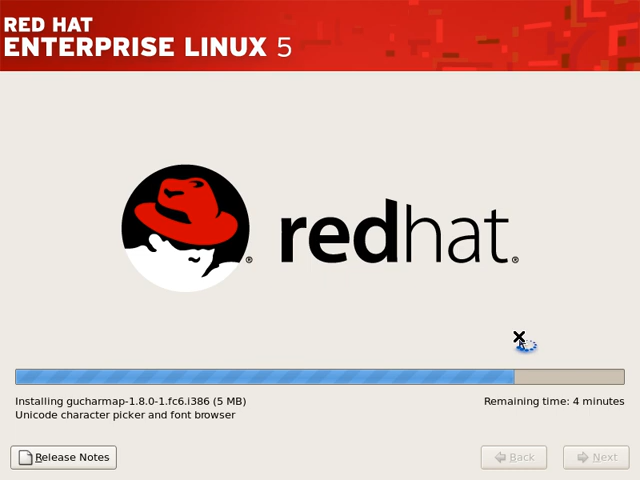 RED HAT
ENTERPRISE LINUX 5
redhat.
Installing gucharmap-1.8.0-1.fc6.i386 (5 MB)
Remaining time: 4 minutes
Unicode character picker and font browser
Release Notes
Back
Next